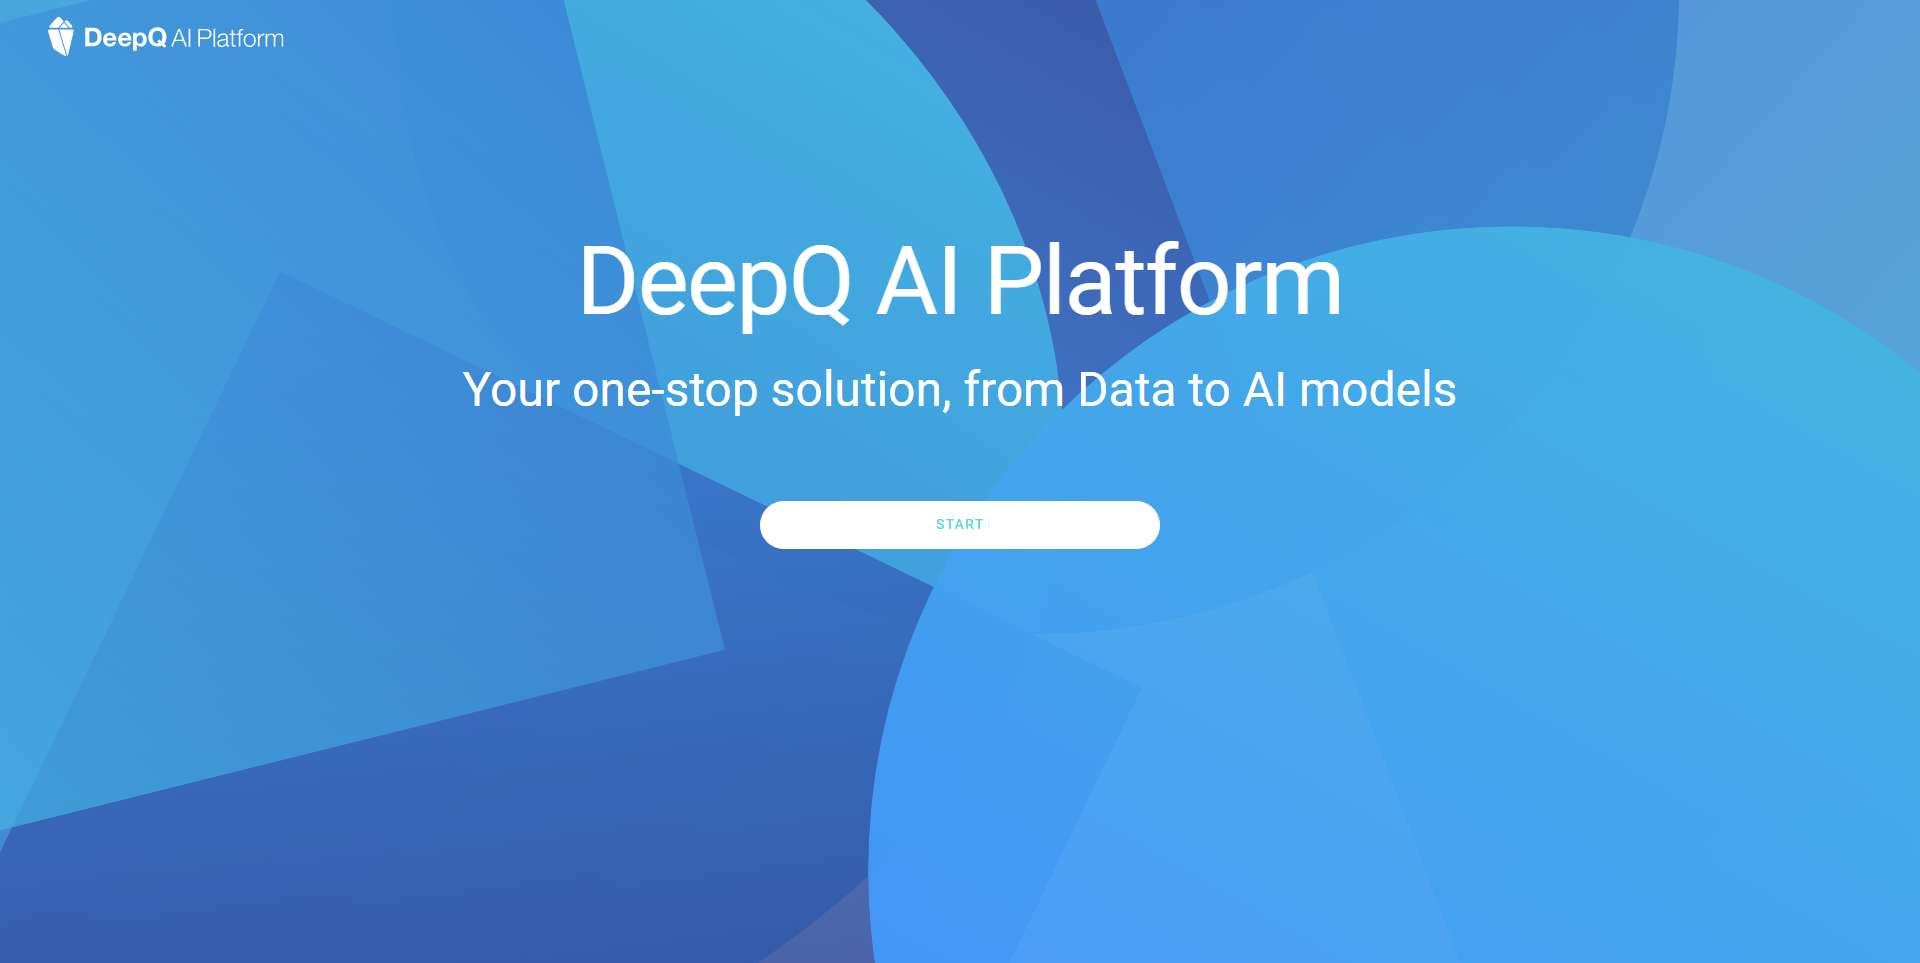 DeepQ AI Platform
DeepQ AI Platform
Your one-stop solution, from Data to AI models
START